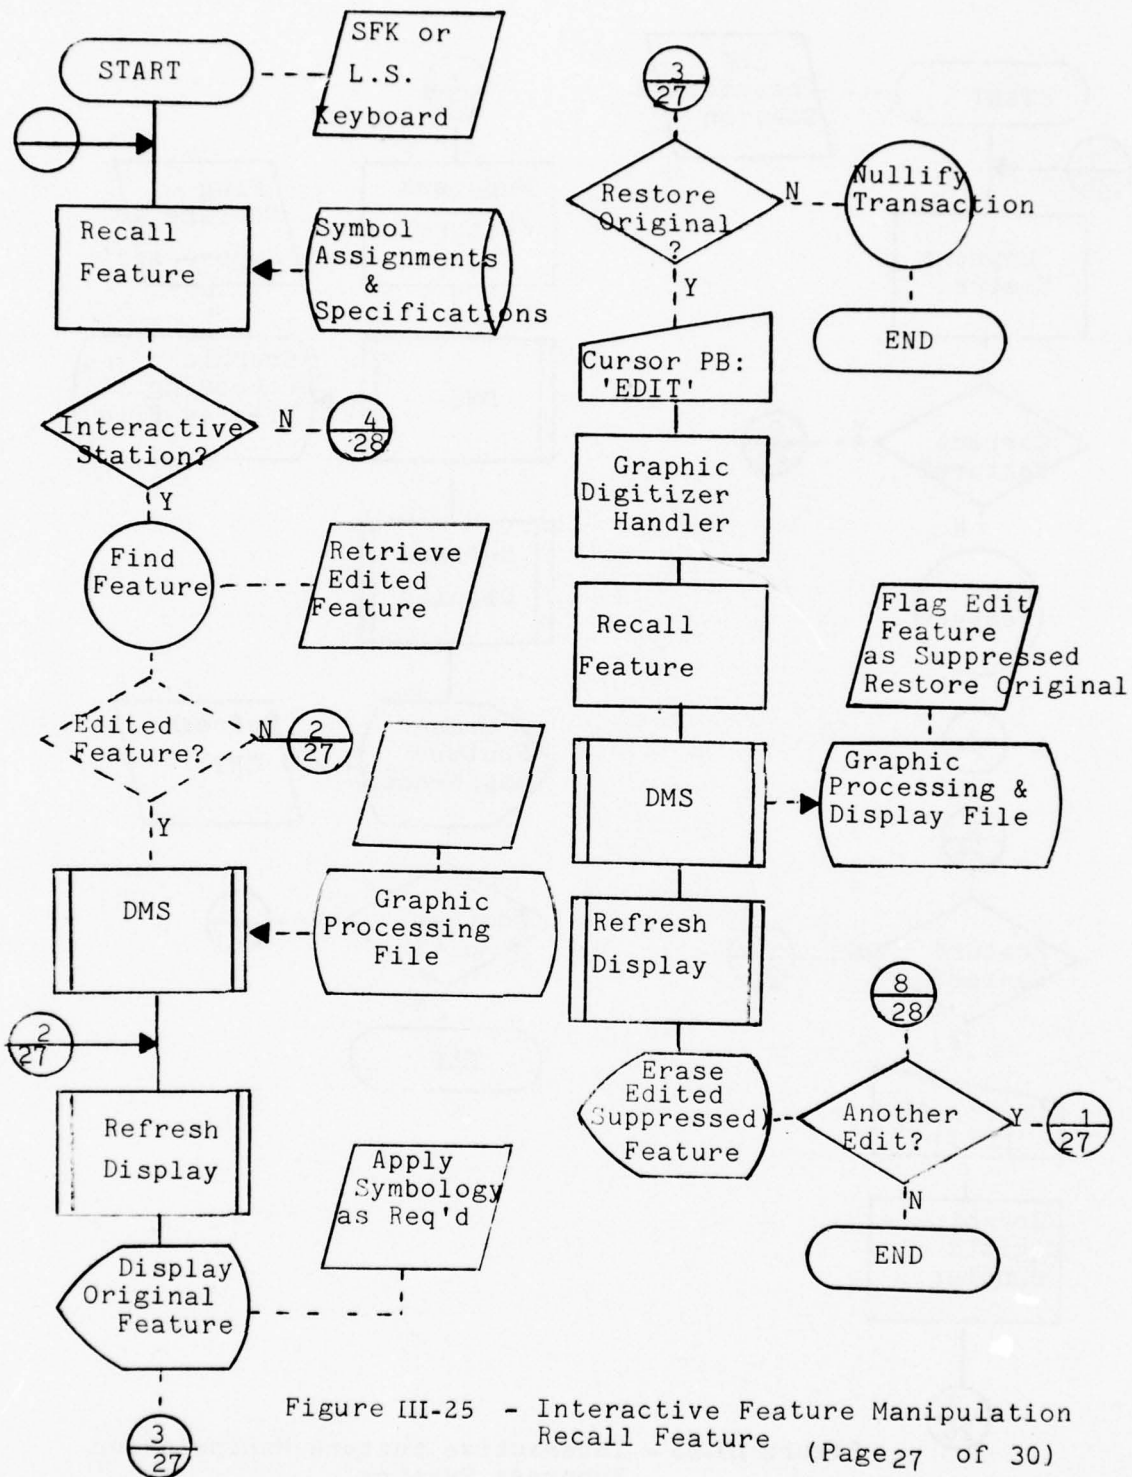 START
SFK or
L.S.
Keyboard
Recall
Feature
Symbol
Assignments
&
Specifications
Interactive
Station?
N
4
28
Y
Find
Feature
Retrieve
Edited
Feature
Edited
Feature?
N
2
27
Y
DMS
Graphic
Processing
File
2
27
Refresh
Display
Apply
Symbology
as Req'd
Display
Original
Feature
3
27
3
27
Restore
Original
?
N
Nullify
Transaction
END
Y
Cursor PB:
'EDIT'
Graphic
Digitizer
Handler
Recall
Feature
Flag Edit
Feature
as Suppressed
Restore Original
DMS
Graphic
Processing &
Display File
Refresh
Display
8
28
Erase
Edited
Suppressed)
Feature
Another
Edit?
Y
1
27
N
END
Figure III-25 - Interactive Feature Manipulation
Recall Feature (Page 27 of 30)